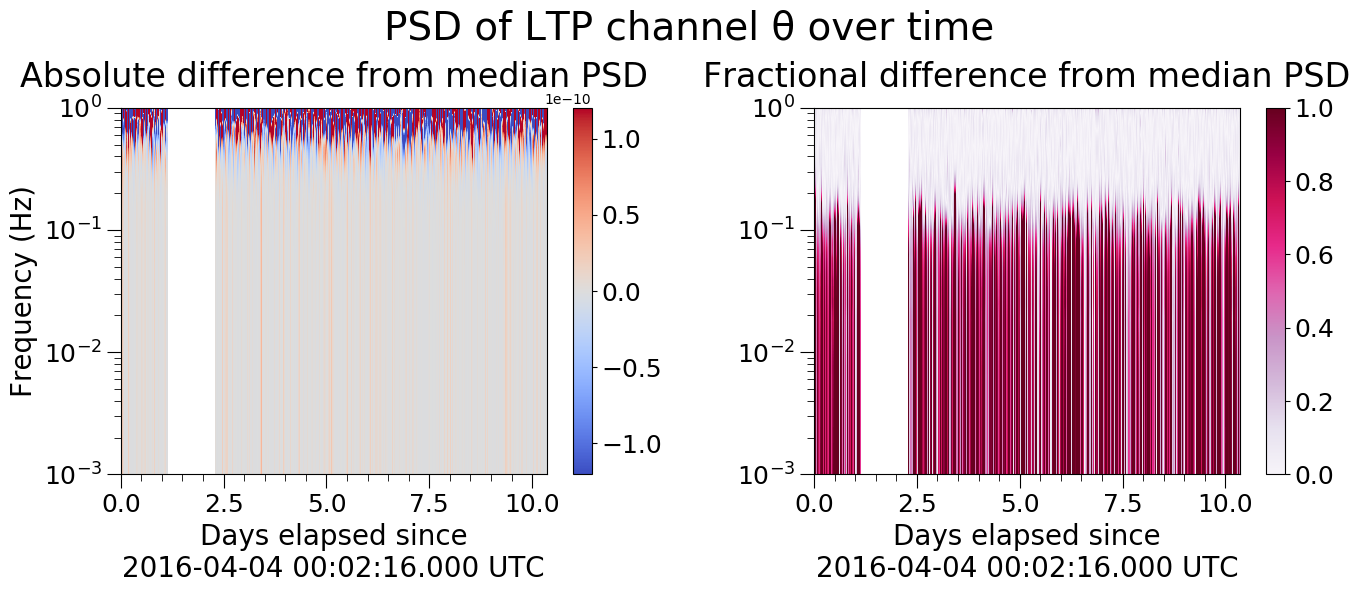 PSD of LTP channel θ over time
Absolute difference from median PSD
Fractional difference from median PSD
1e−10
10⁰
10⁻¹
10⁻²
10⁻³
Frequency (Hz)
0.0 2.5 5.0 7.5 10.0
Days elapsed since
2016-04-04 00:02:16.000 UTC
1.0
0.5
0.0
−0.5
−1.0
10⁰
10⁻¹
10⁻²
10⁻³
0.0 2.5 5.0 7.5 10.0
Days elapsed since
2016-04-04 00:02:16.000 UTC
1.0
0.8
0.6
0.4
0.2
0.0